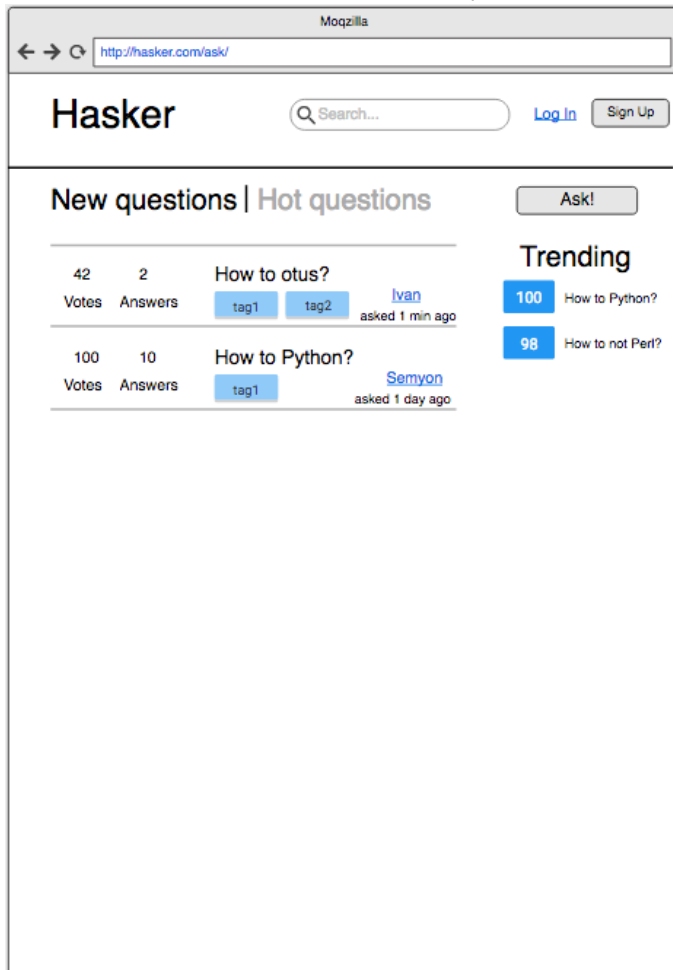 Moqzilla
http://hasker.com/ask/
Hasker
Search...
Log In
Sign Up
New questions | Hot questions
Ask!
42 2 How to otus?
Votes Answers tag1 tag2 Ivan
asked 1 min ago
100 10 How to Python?
Votes Answers tag1 Semyon
asked 1 day ago
Trending
100 How to Python?
98 How to not Perl?